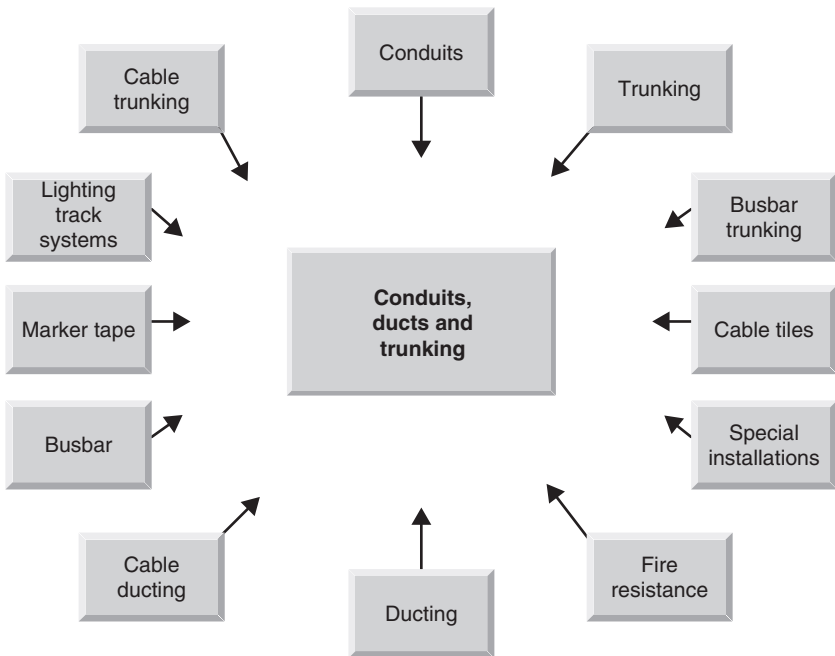 Conduits
Cable
trunking
Trunking
Lighting
track
systems
Busbar
trunking
Marker tape
Conduits,
ducts and
trunking
Cable tiles
Busbar
Special
installations
Cable
ducting
Ducting
Fire
resistance